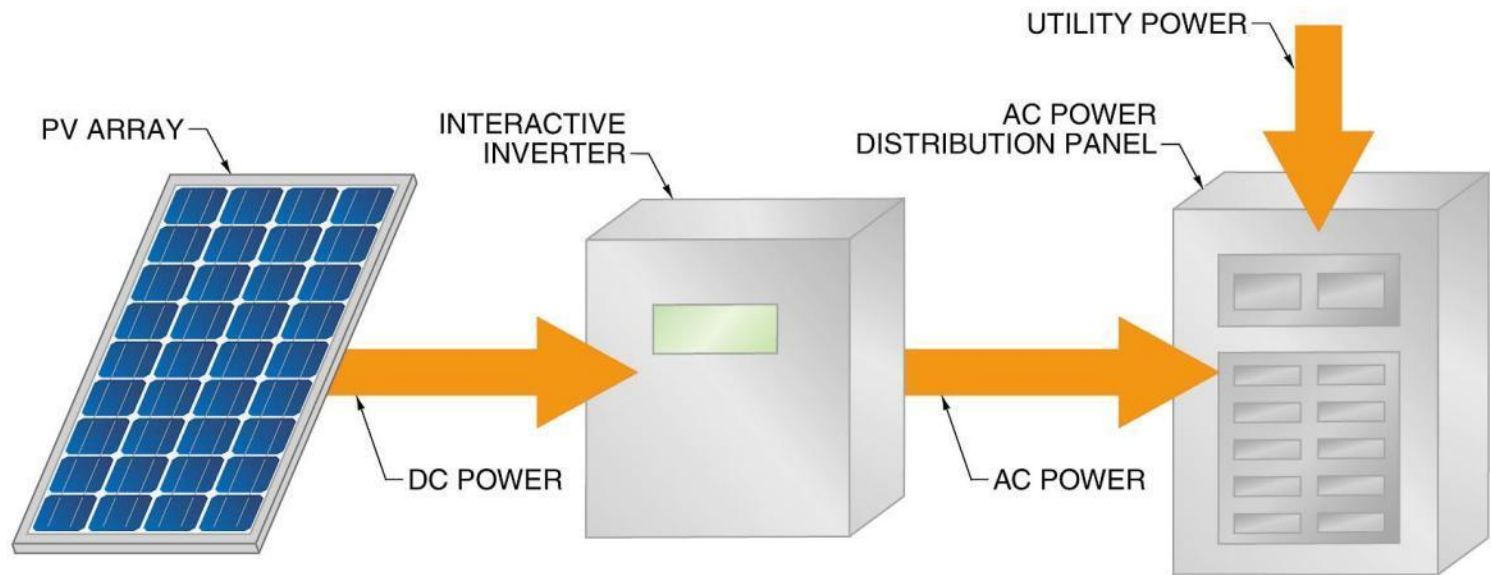 UTILITY POWER
PV ARRAY
INTERACTIVE
INVERTER
AC POWER
DISTRIBUTION PANEL
DC POWER
AC POWER